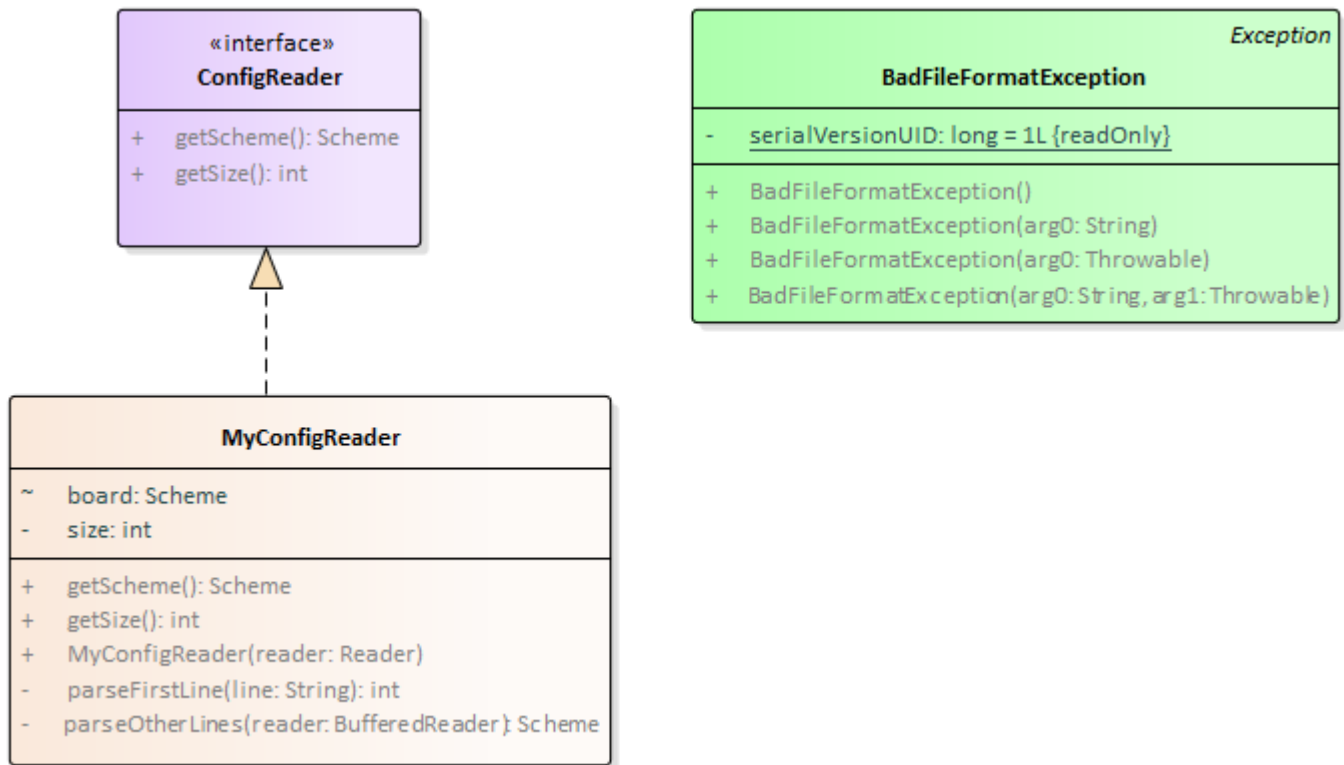 «interface»
ConfigReader
+ getScheme(): Scheme
+ getSize(): int
Exception
BadFileFormatException
- serialVersionUID: long = 1L {readOnly}
+ BadFileFormatException()
+ BadFileFormatException(arg0: String)
+ BadFileFormatException(arg0: Throwable)
+ BadFileFormatException(arg0: String, arg1: Throwable)
MyConfigReader
~ board: Scheme
- size: int
+ getScheme(): Scheme
+ getSize(): int
+ MyConfigReader(reader: Reader)
- parseFirstLine(line: String): int
- parseOtherLines(reader: BufferedReader): Scheme